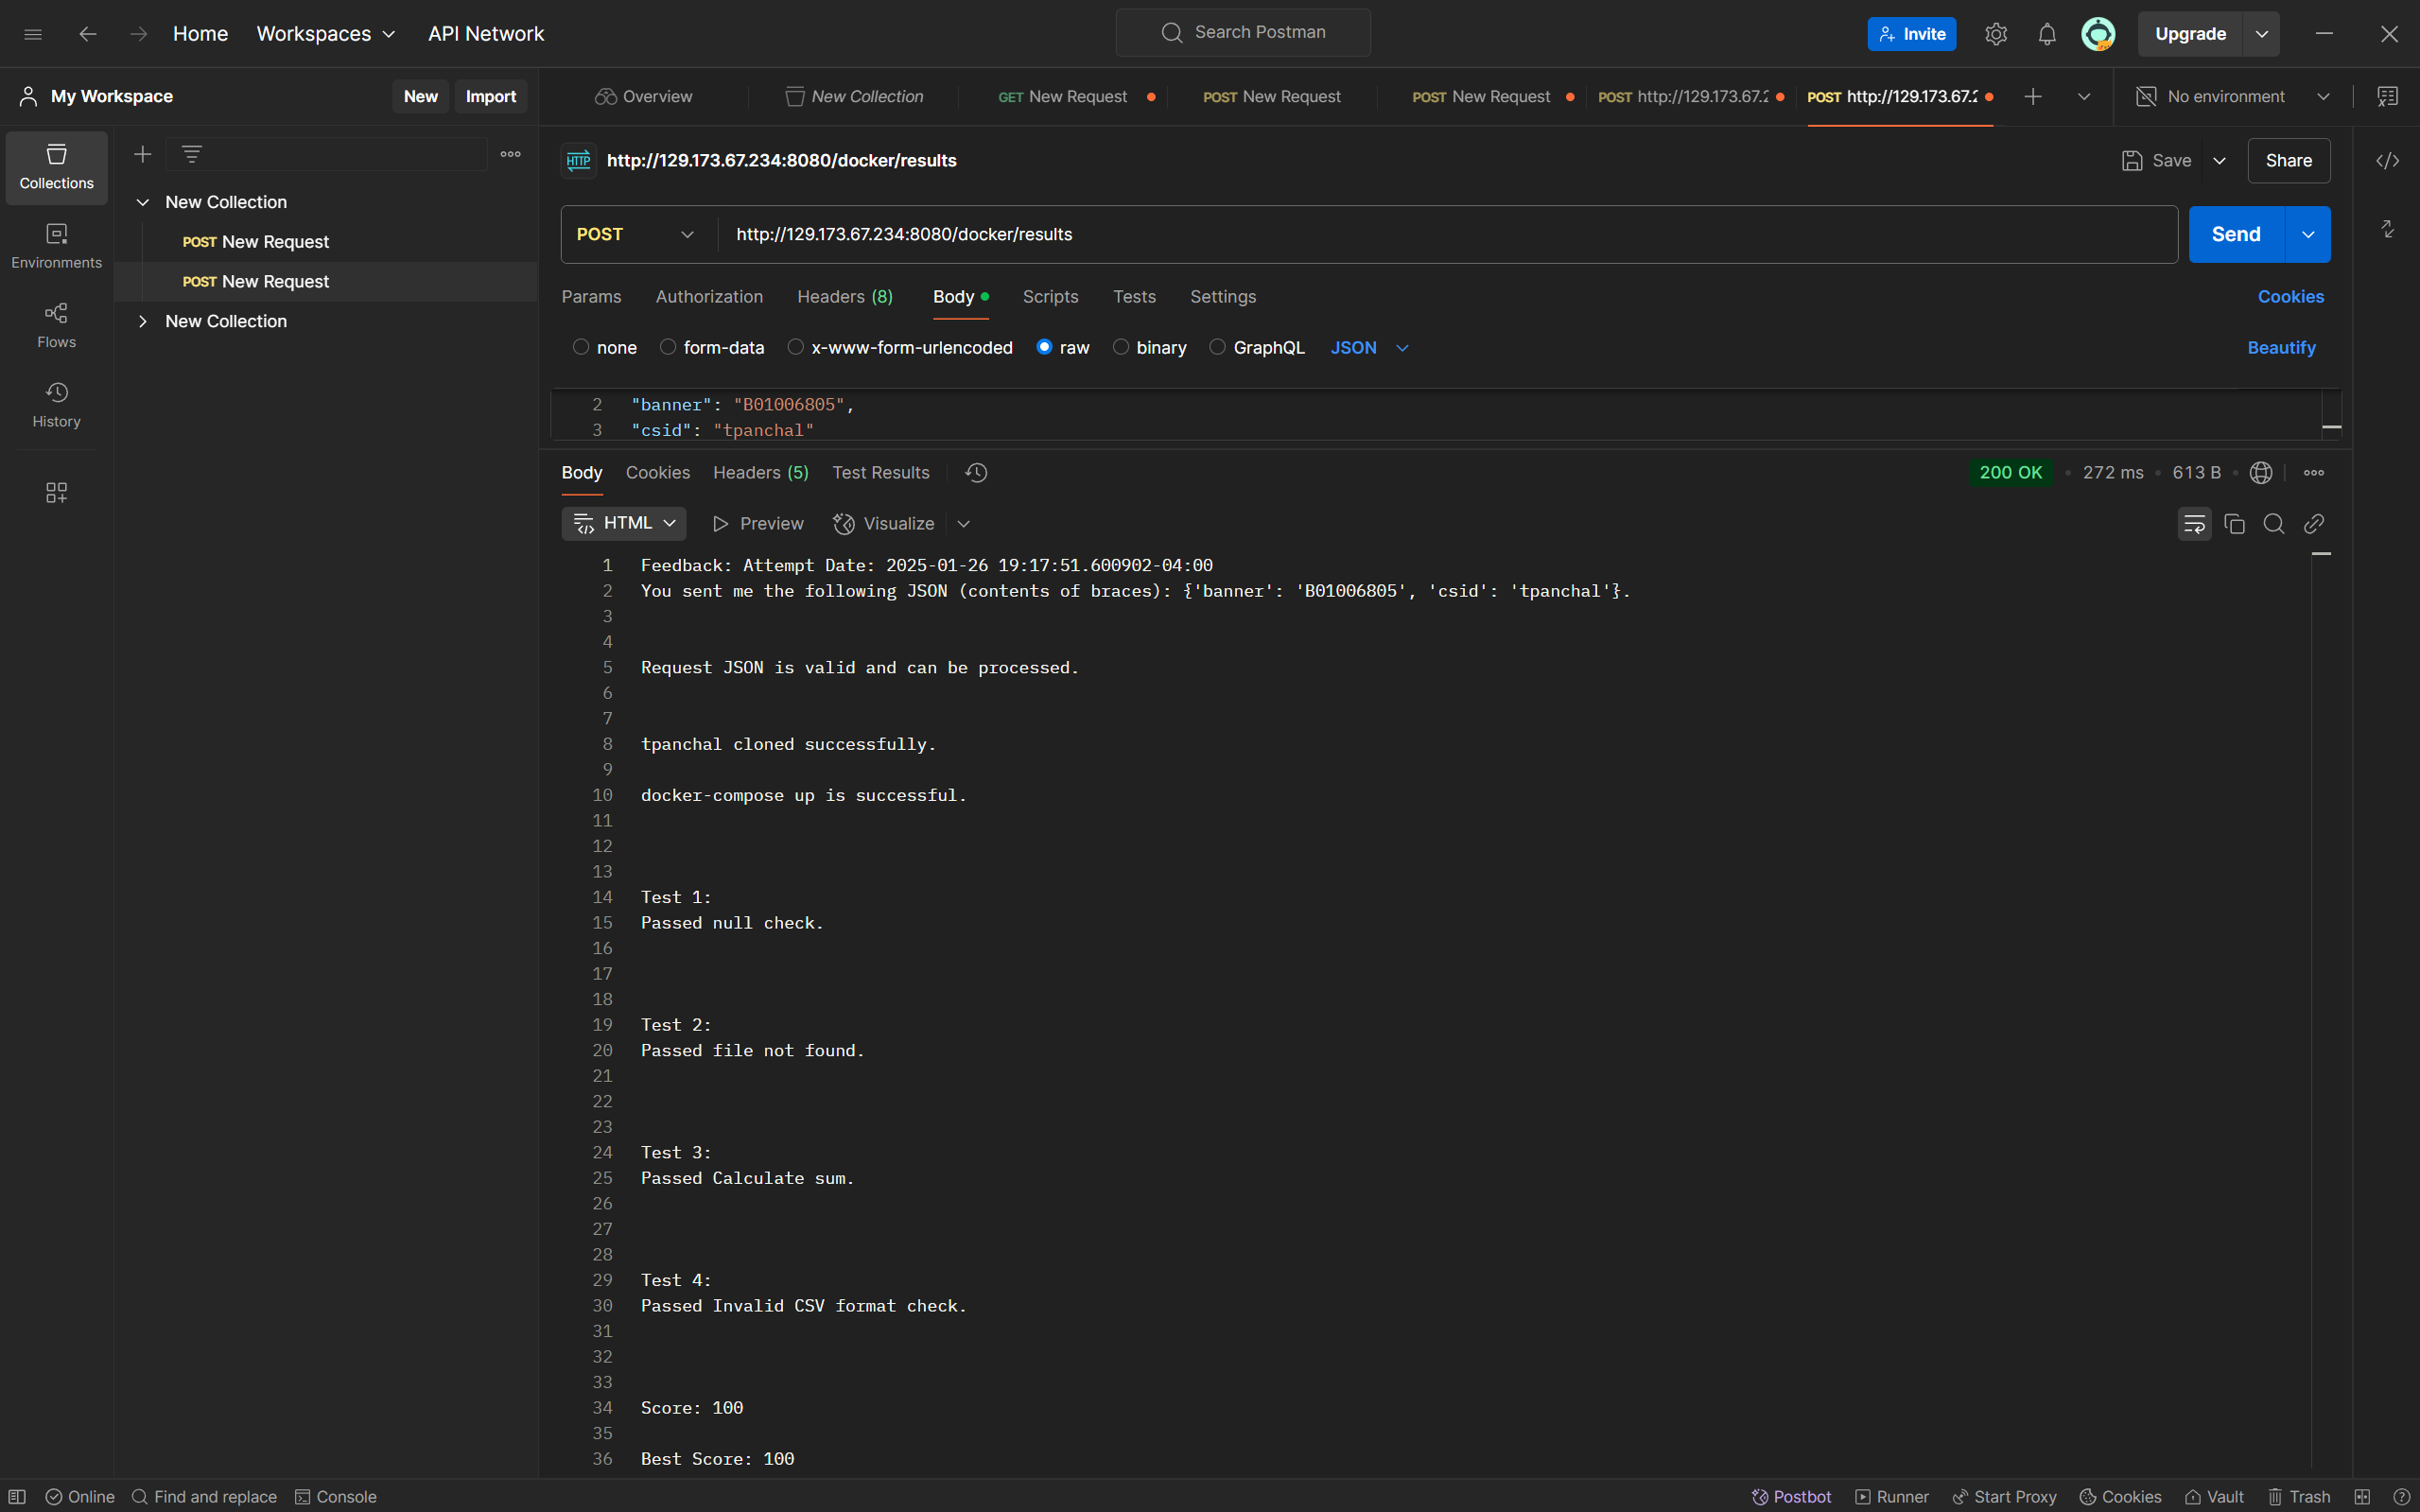 Home Workspaces API Network Search Postman Invite Upgrade
My Workspace New Import Overview New Collection GET New Request POST New Request POST New Request POST http://129.173.67.2 POST http://129.173.67.2 No environment
Collections
Environments
Flows
History
New Collection
POST New Request
POST New Request
New Collection
HTTP http://129.173.67.234:8080/docker/results Save Share
POST http://129.173.67.234:8080/docker/results Send
Params Authorization Headers (8) Body Scripts Tests Settings Cookies
none form-data x-www-form-urlencoded raw binary GraphQL JSON Beautify
2 "banner": "B01006805",
3 "csid": "tpanchal"
Body Cookies Headers (5) Test Results 200 OK • 272 ms • 613 B
HTML Preview Visualize
1 Feedback: Attempt Date: 2025-01-26 19:17:51.600902-04:00
2 You sent me the following JSON (contents of braces): {'banner': 'B01006805', 'csid': 'tpanchal'}.
3
4
5 Request JSON is valid and can be processed.
6
7
8 tpanchal cloned successfully.
9
10 docker-compose up is successful.
11
12
13
14 Test 1:
15 Passed null check.
16
17
18
19 Test 2:
20 Passed file not found.
21
22
23
24 Test 3:
25 Passed Calculate sum.
26
27
28
29 Test 4:
30 Passed Invalid CSV format check.
31
32
33
34 Score: 100
35
36 Best Score: 100
Online Find and replace Console Postbot Runner Start Proxy Cookies Vault Trash